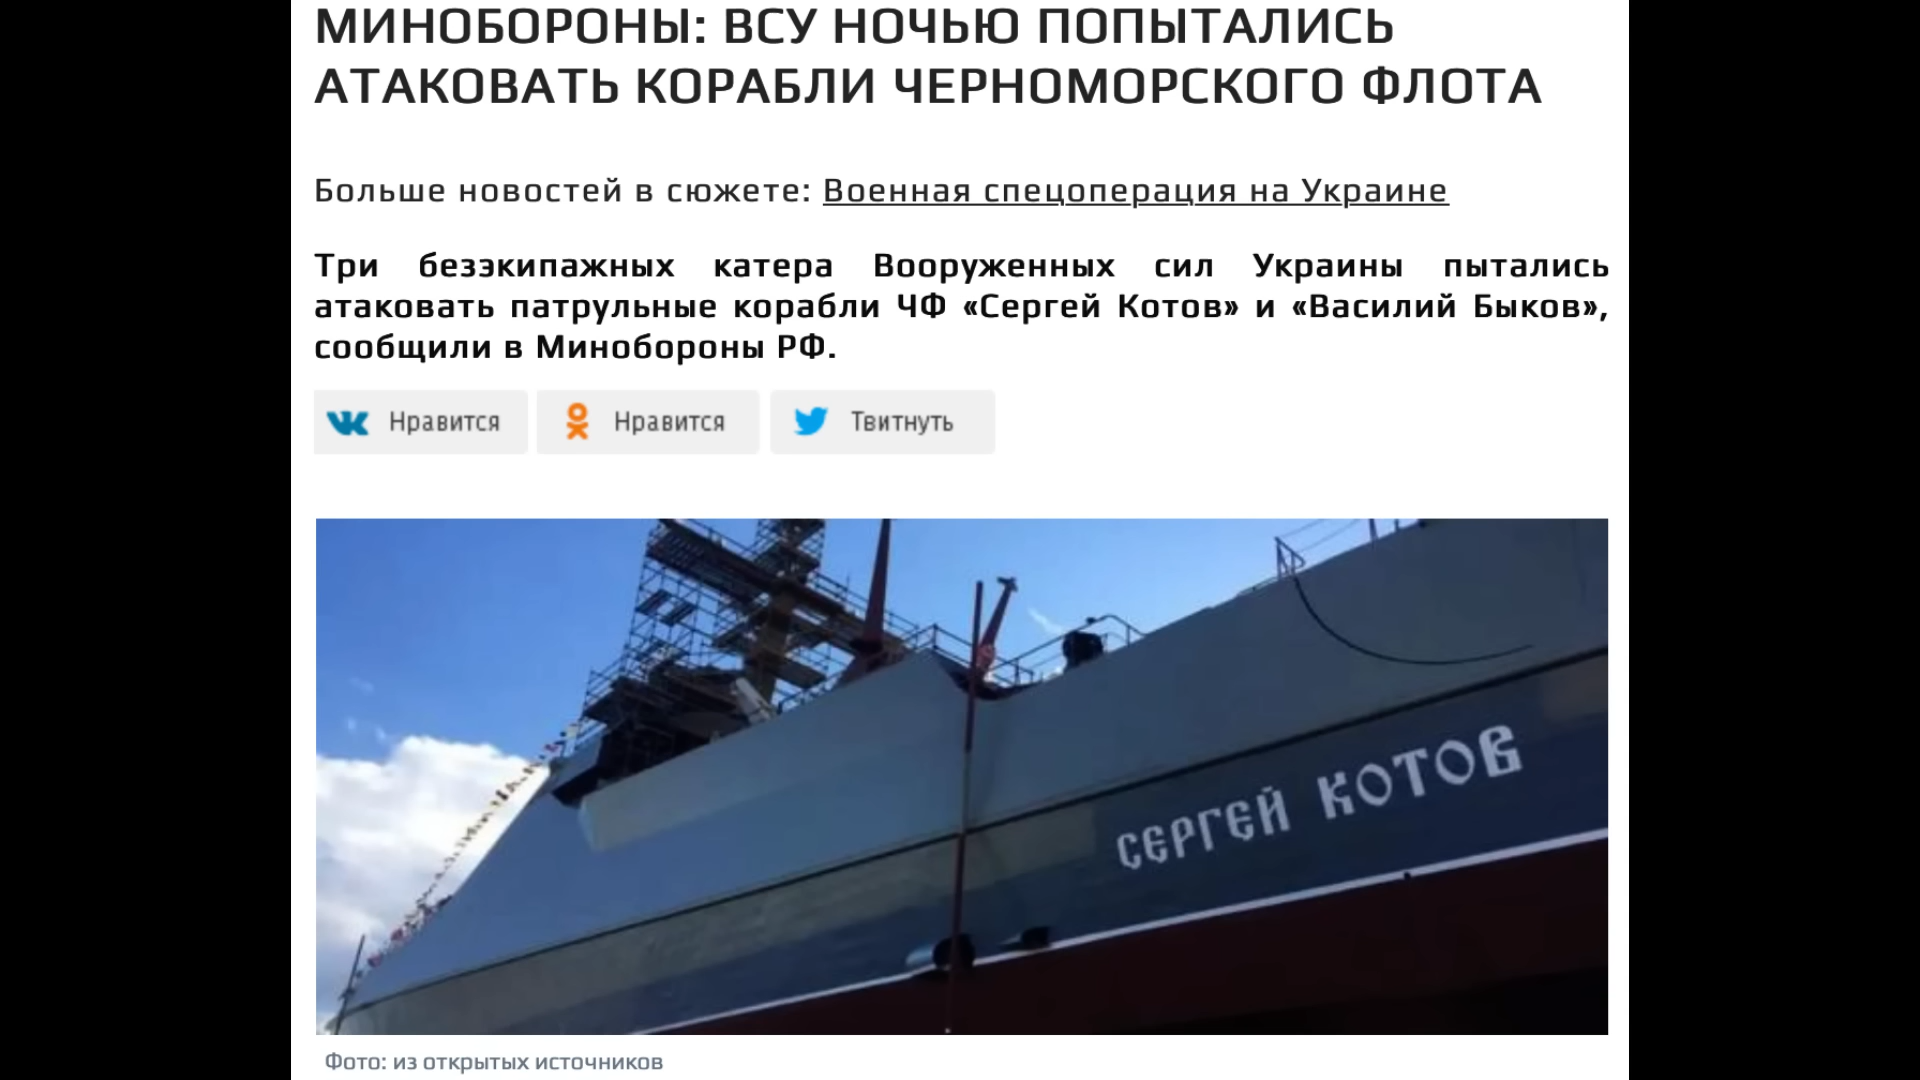 МИНОБОРОНЫ: ВСУ НОЧЬЮ ПОПЫТАЛИСЬ
АТАКОВАТЬ КОРАБЛИ ЧЕРНОМОРСКОГО ФЛОТА
Больше новостей в сюжете: Военная спецоперация на Украине
Три безэкипажных катера Вооруженных сил Украины пытались
атаковать патрульные корабли ЧФ «Сергей Котов» и «Василий Быков»,
сообщили в Минобороны РФ.
Нравится Нравится Твитнуть
СЕРГЕЙ КОТОВ
Фото: из открытых источников